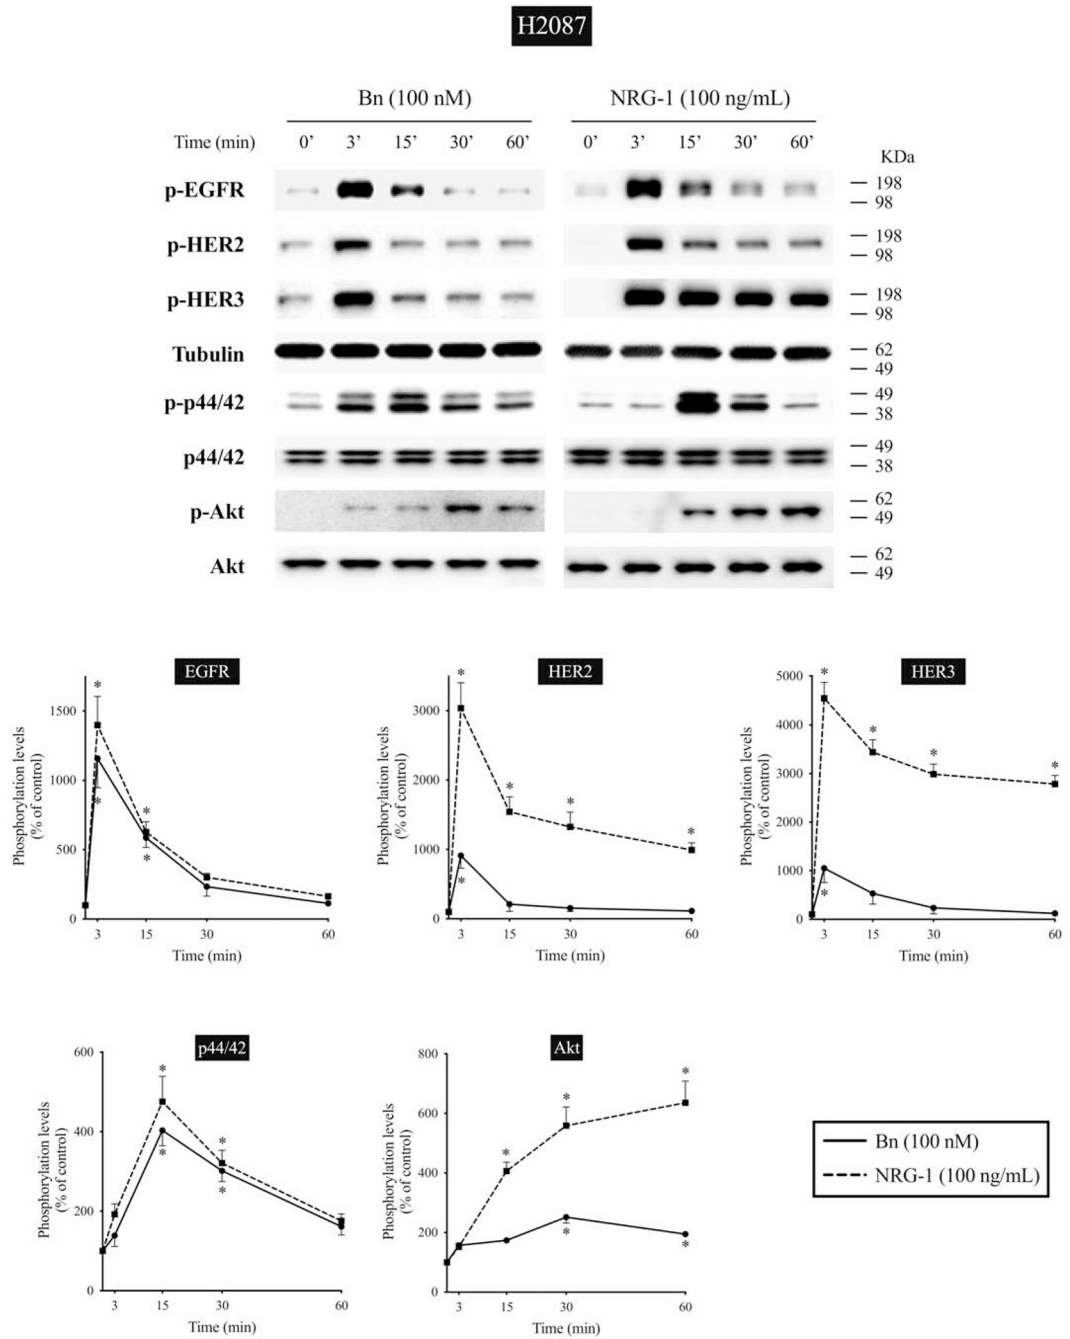 H2087
Bn (100 nM) NRG-1 (100 ng/mL)
Time (min) 0’ 3’ 15’ 30’ 60’ 0’ 3’ 15’ 30’ 60’
KDa
p-EGFR — 198
— 98
p-HER2 — 198
— 98
p-HER3 — 198
— 98
Tubulin — 62
— 49
p-p44/42 — 49
— 38
p44/42 — 49
— 38
p-Akt — 62
— 49
Akt — 62
— 49
EGFR
Phosphorylation levels
(% of control)
1500
1000
500
0
3 15 30 60
Time (min)
* * * *
HER2
Phosphorylation levels
(% of control)
3000
2000
1000
0
3 15 30 60
Time (min)
* * * * *
HER3
Phosphorylation levels
(% of control)
5000
4000
3000
2000
1000
0
3 15 30 60
Time (min)
* * * * *
p44/42
Phosphorylation levels
(% of control)
600
400
200
0
3 15 30 60
Time (min)
* * * *
Akt
Phosphorylation levels
(% of control)
800
600
400
200
0
3 15 30 60
Time (min)
* * * * *
Bn (100 nM)
NRG-1 (100 ng/mL)